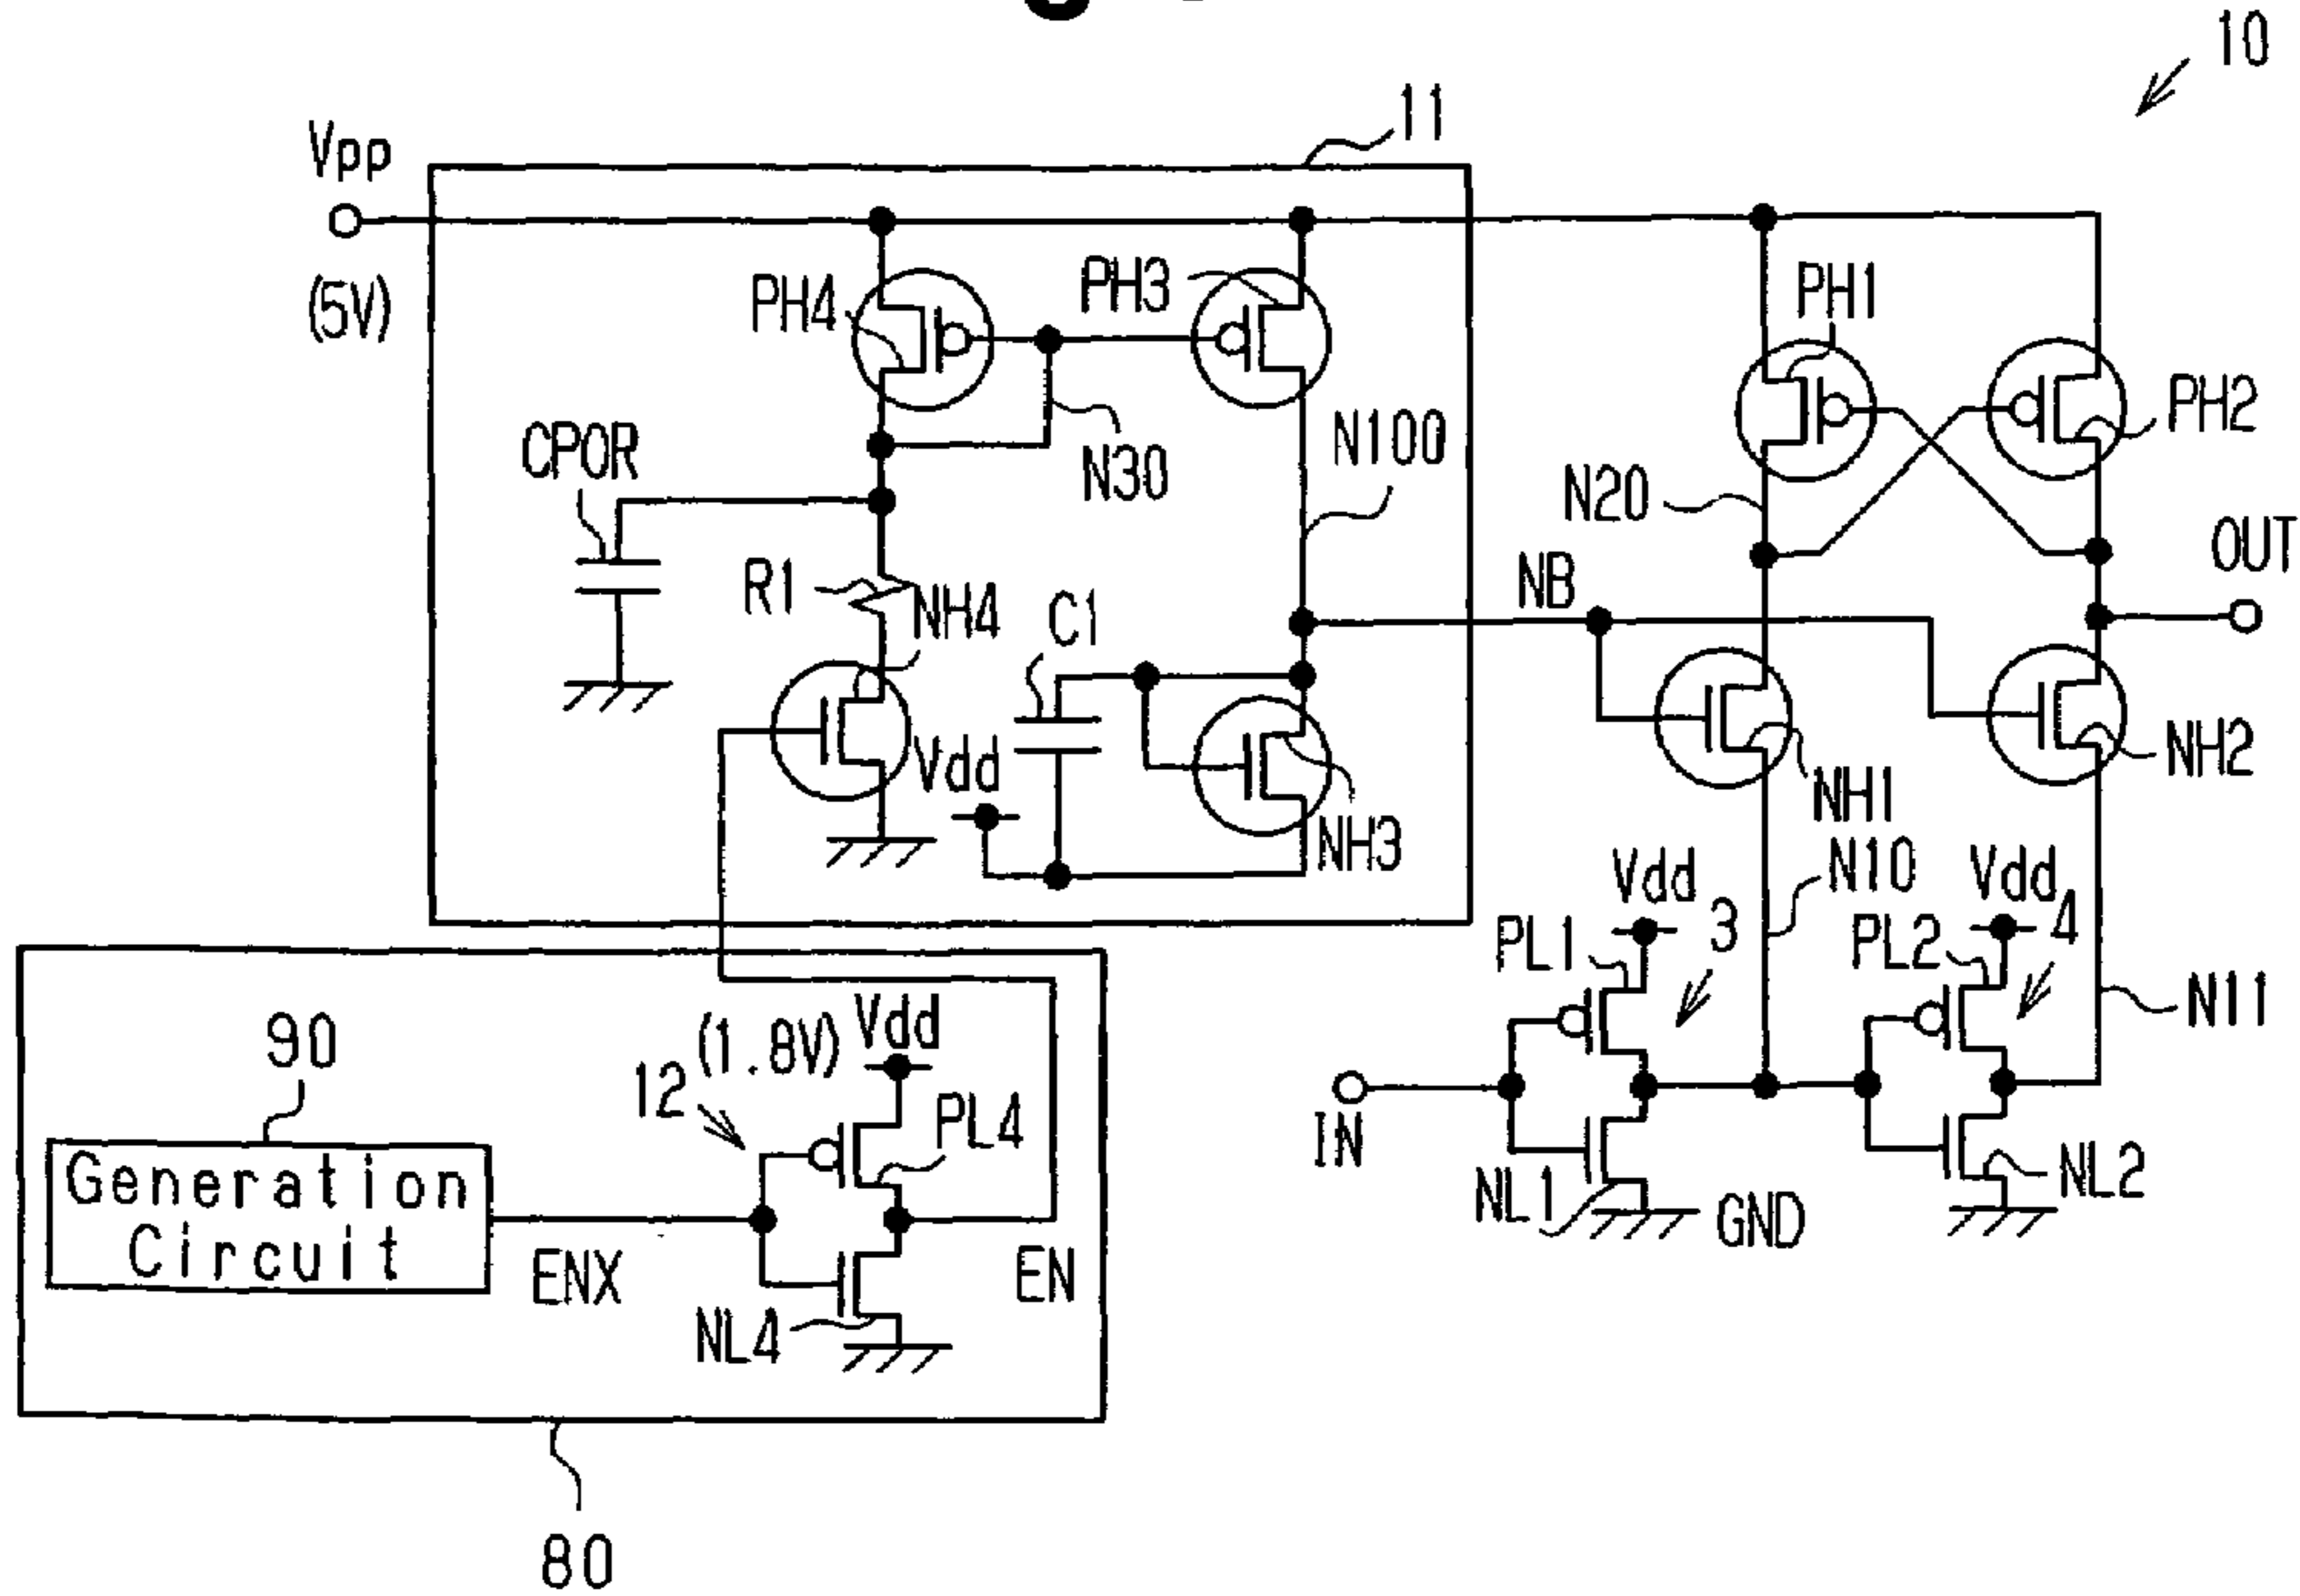 10
11
Vpp
(5V)
PH4
PH3
PH1
PH2
CPOR
N30
N100
N20
OUT
NB
R1
NH4
C1
Vdd
NH3
NH1
NH2
N10
Vdd
3
Vdd
4
PL1
PL2
N11
90
12
(1.8V)
Vdd
PL4
IN
Generation
Circuit
ENX
EN
NL4
NL1
GND
NL2
80